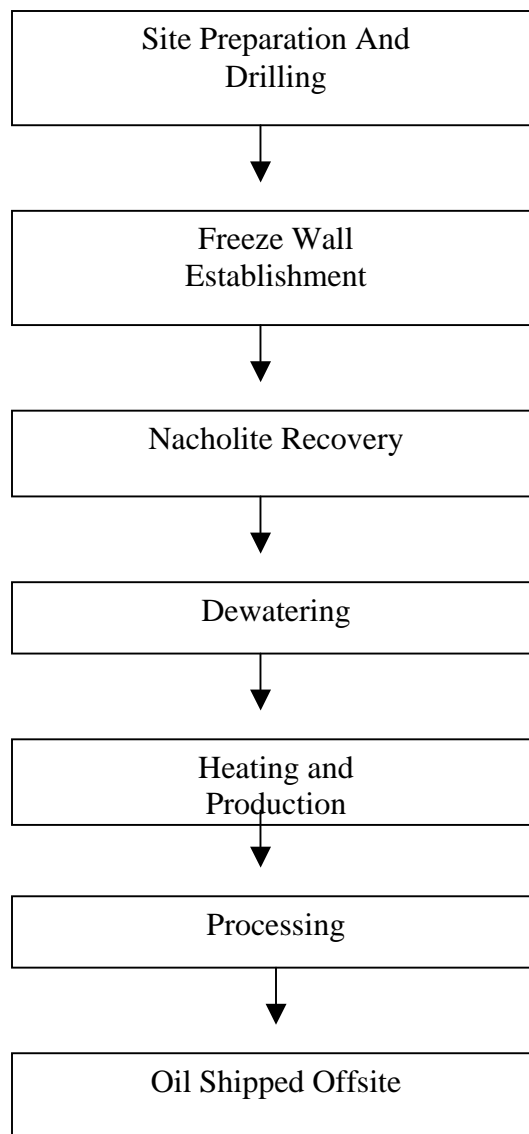 Site Preparation And
Drilling
Freeze Wall
Establishment
Nacholite Recovery
Dewatering
Heating and
Production
Processing
Oil Shipped Offsite